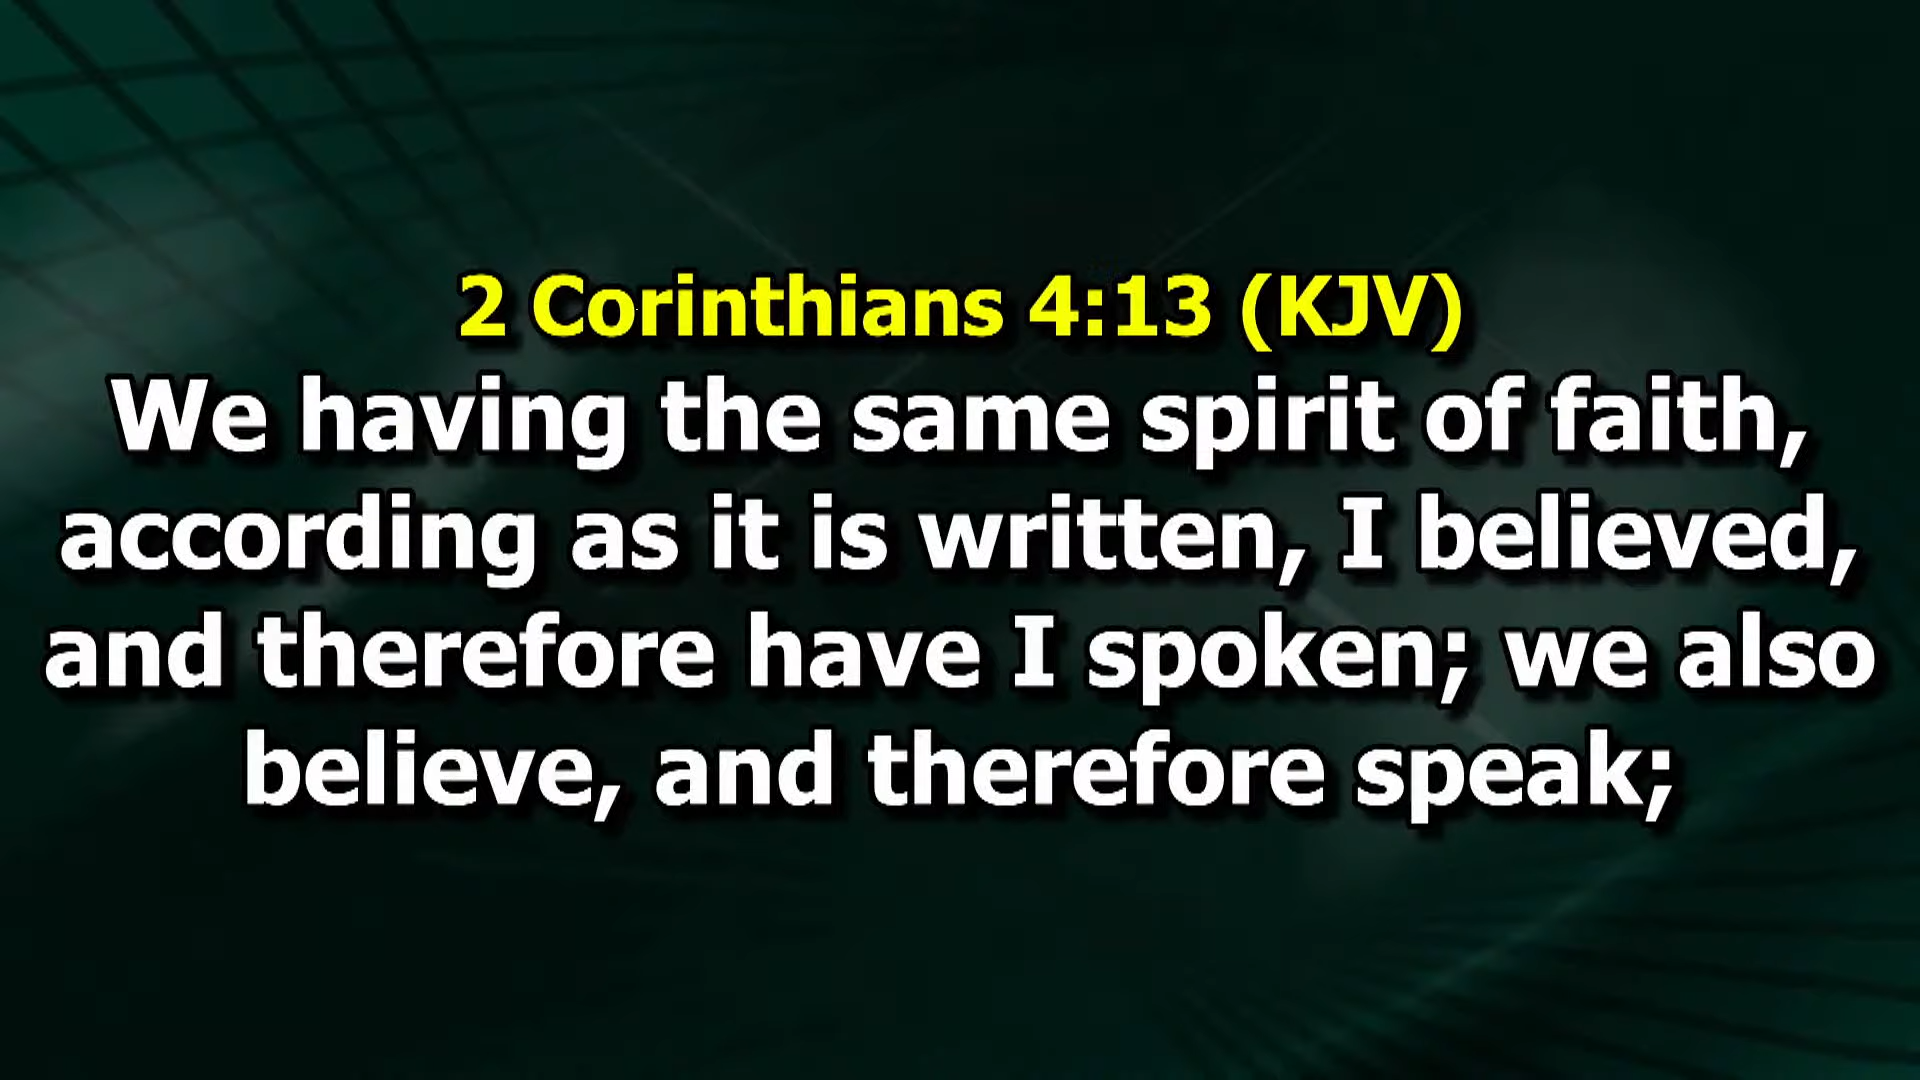 2 Corinthians 4:13 (KJV)
We having the same spirit of faith,
according as it is written, I believed,
and therefore have I spoken; we also
believe, and therefore speak;